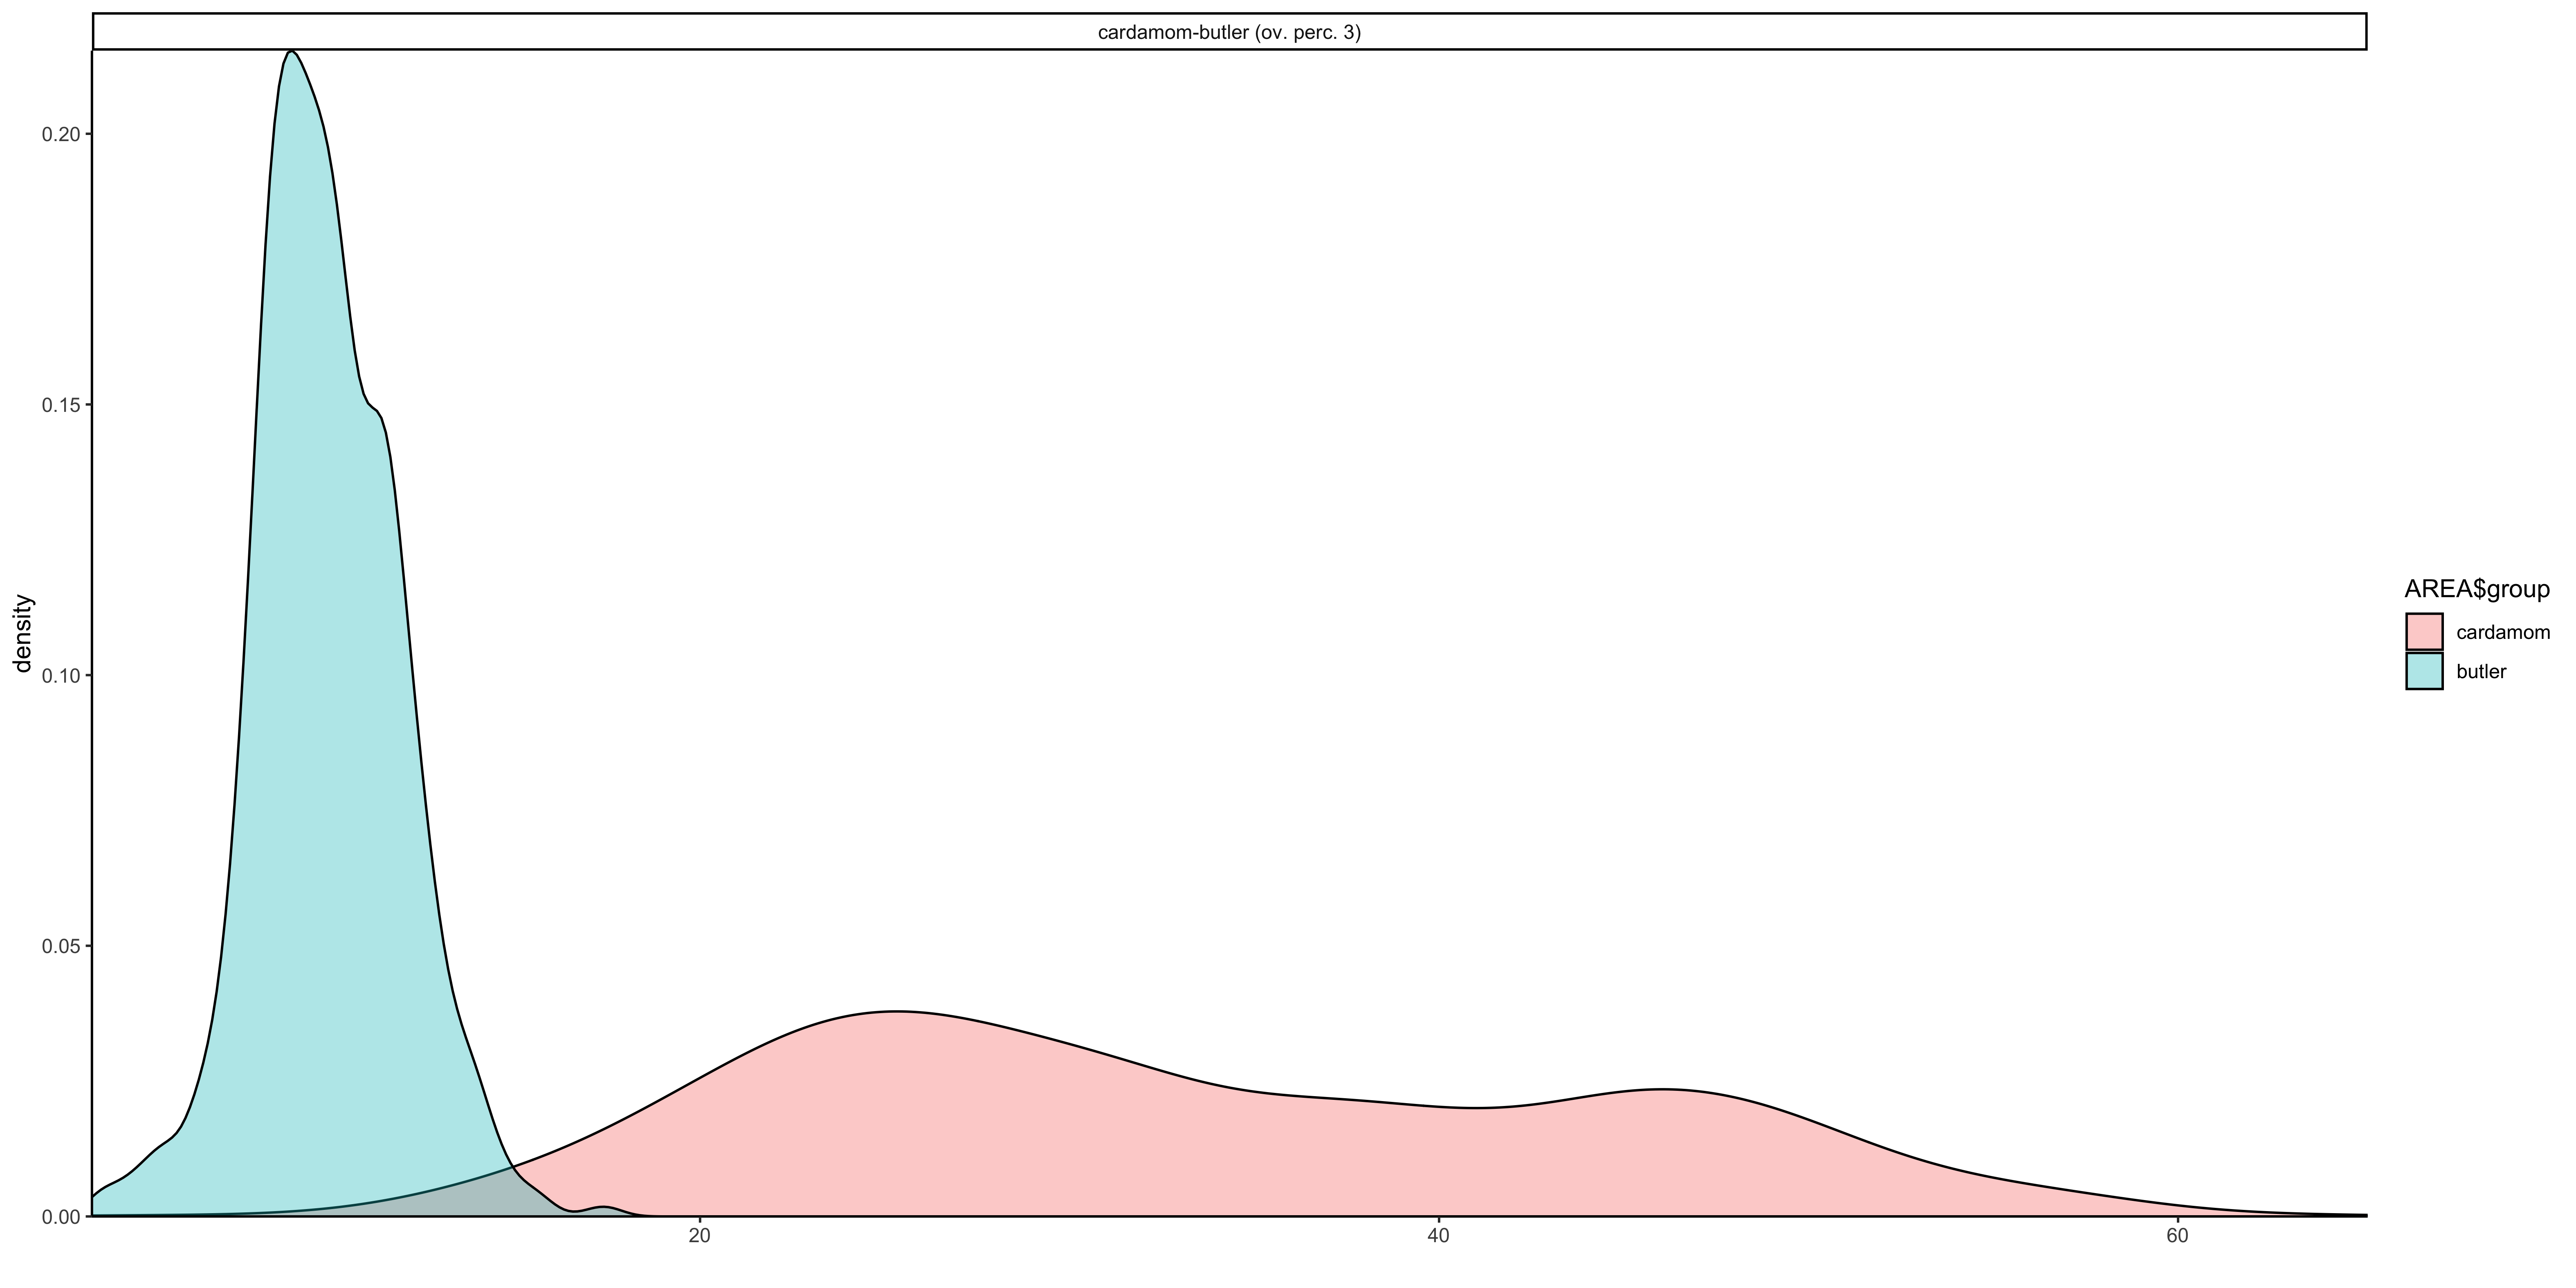 cardamom-butler (ov. perc. 3)
0.20
0.15
0.10
0.05
0.00
density
20
40
60
AREA$group
cardamom
butler